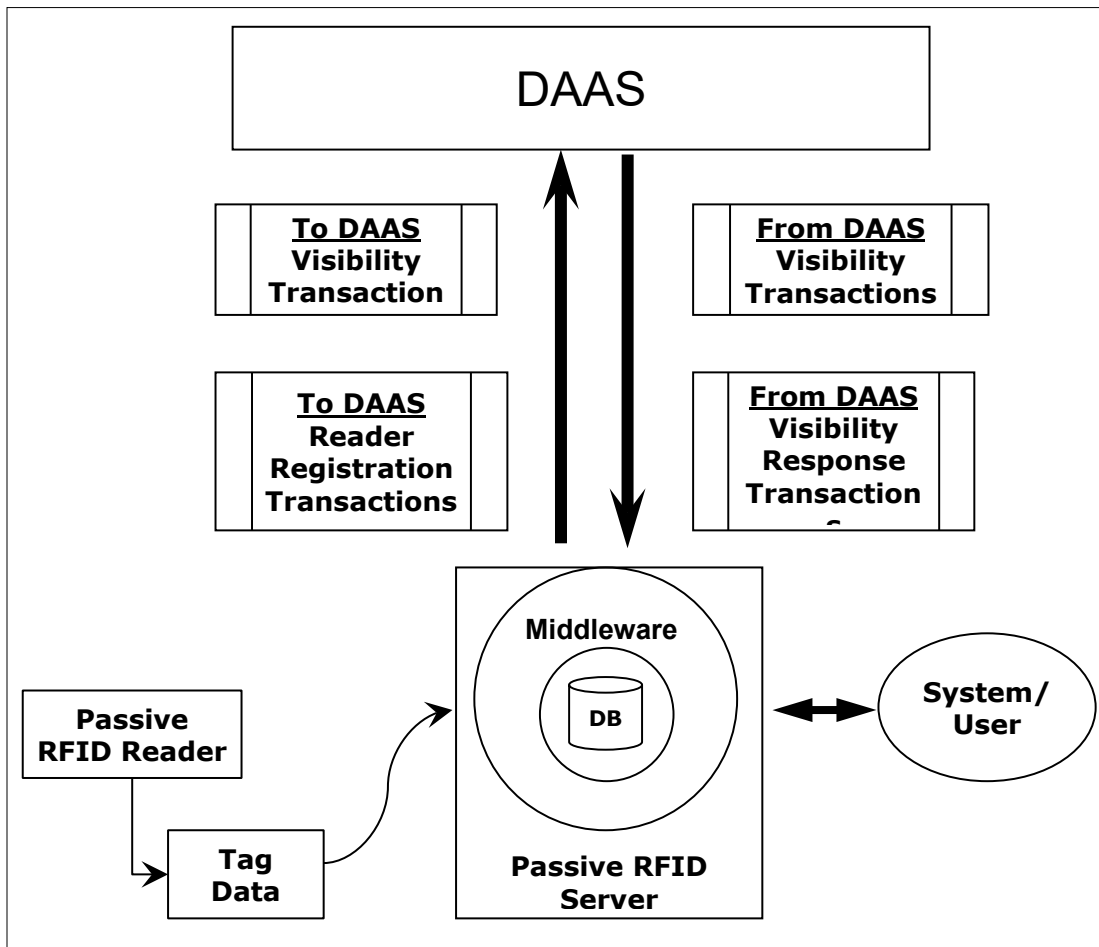 DAAS
To DAAS
Visibility
Transaction
From DAAS
Visibility
Transactions
To DAAS
Reader
Registration
Transactions
From DAAS
Visibility
Response
Transaction
s
Middleware
DB
System/
User
Passive
RFID Reader
Tag
Data
Passive RFID
Server